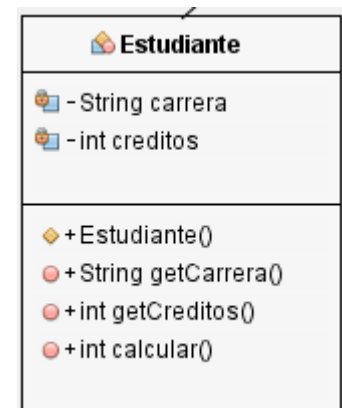 Estudiante
- String carrera
- int creditos
+ Estudiante()
+ String getCarrera()
+ int getCreditos()
+ int calcular()